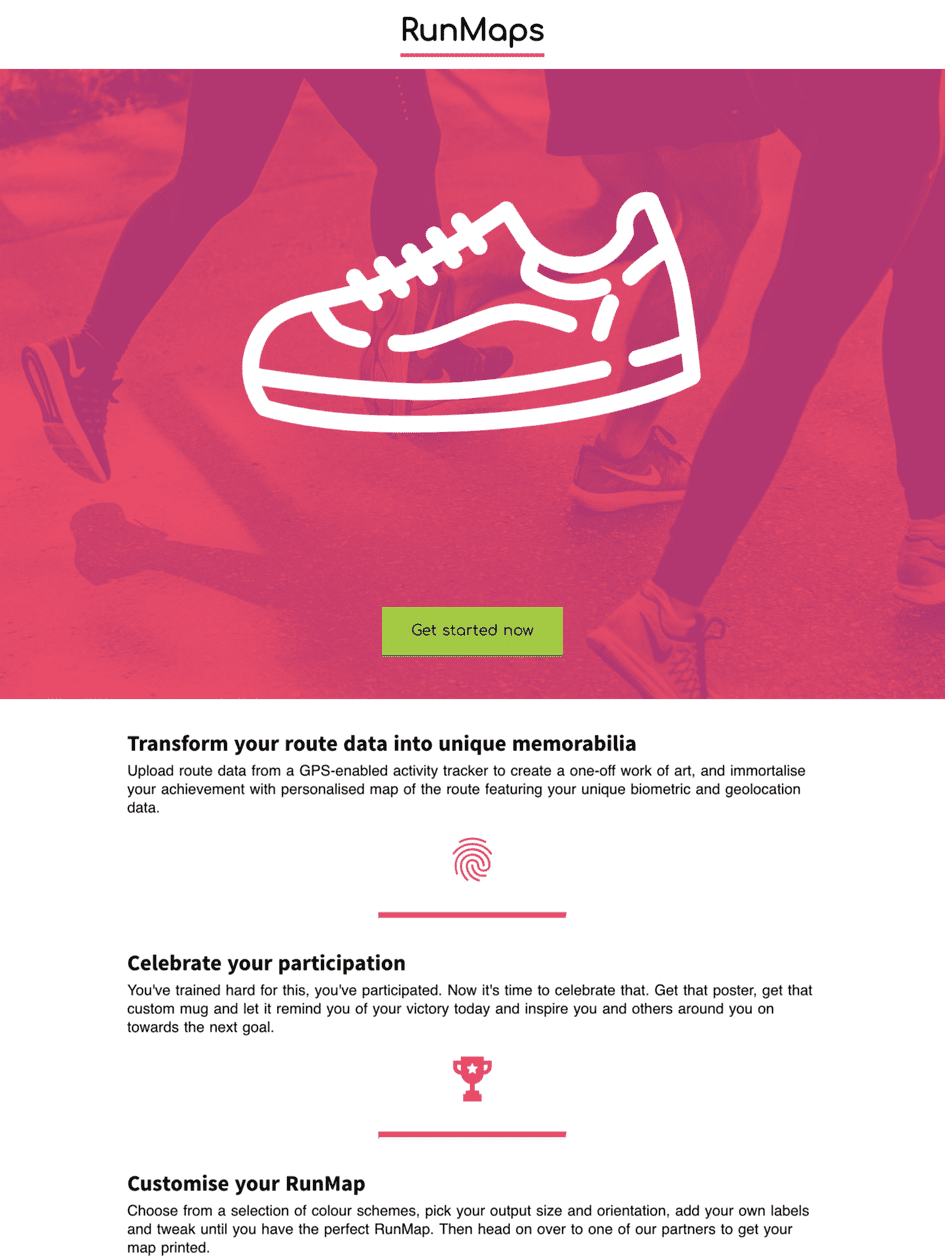 RunMaps
Get started now
Transform your route data into unique memorabilia
Upload route data from a GPS-enabled activity tracker to create a one-off work of art, and immortalise
your achievement with personalised map of the route featuring your unique biometric and geolocation
data.
Celebrate your participation
You've trained hard for this, you've participated. Now it's time to celebrate that. Get that poster, get that
custom mug and let it remind you of your victory today and inspire you and others around you on
towards the next goal.
Customise your RunMap
Choose from a selection of colour schemes, pick your output size and orientation, add your own labels
and tweak until you have the perfect RunMap. Then head on over to one of our partners to get your
map printed.